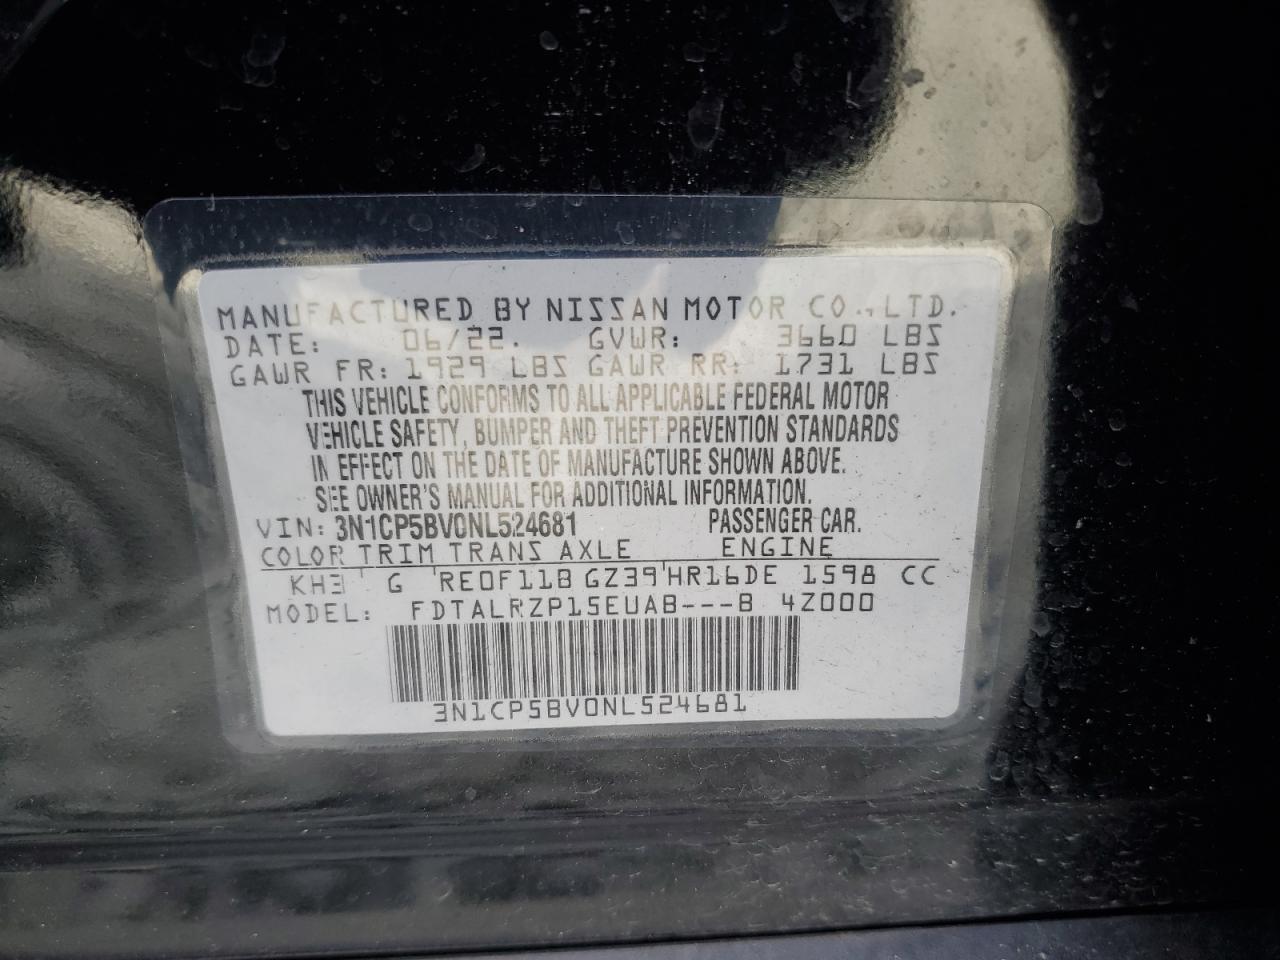 MANUFACTURED BY NISSAN MOTOR CO., LTD.
DATE: 06/22. GVWR: 3660 LBS
GAWR FR: 1929 LBS GAWR RR: 1731 LBS
THIS VEHICLE CONFORMS TO ALL APPLICABLE FEDERAL MOTOR
VEHICLE SAFETY, BUMPER AND THEFT PREVENTION STANDARDS
IN EFFECT ON THE DATE OF MANUFACTURE SHOWN ABOVE.
SEE OWNER'S MANUAL FOR ADDITIONAL INFORMATION.
VIN: 3N1CP5BV0NL524681 PASSENGER CAR.
COLOR TRIM TRANS AXLE ENGINE
KH3 G RE0F11B GZ39 HR16DE 1598 CC
MODEL: FDTALRZP15EUAB---B 4Z000
3N1CP5BV0NL524681